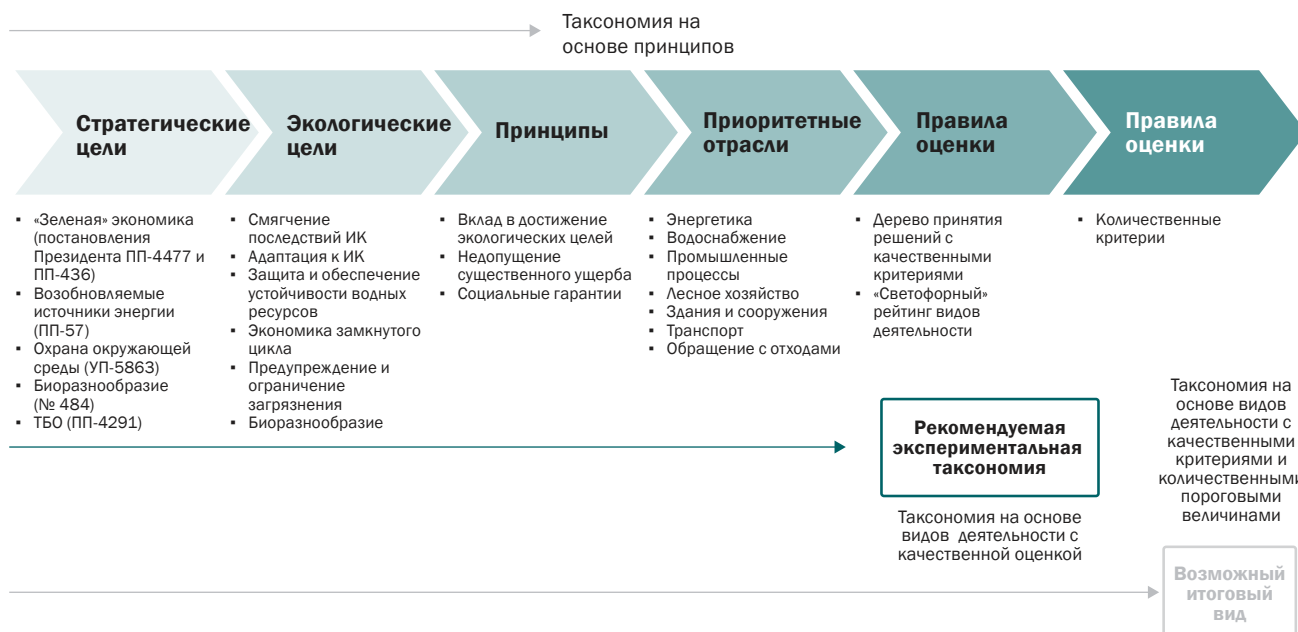 Таксономия на
основе принципов
Стратегические
цели
Экологические
цели
Принципы
Приоритетные
отрасли
Правила
оценки
Правила
оценки
▪ «Зеленая» экономика
(постановления
Президента ПП-4477 и
ПП-436)
▪ Возобновляемые
источники энергии
(ПП-57)
▪ Охрана окружающей
среды (УП-5863)
▪ Биоразнообразие
(№ 484)
▪ ТБО (ПП-4291)
▪ Смягчение
последствий ИК
▪ Адаптация к ИК
▪ Защита и обеспечение
устойчивости водных
ресурсов
▪ Экономика замкнутого
цикла
▪ Предупреждение и
ограничение
загрязнения
▪ Биоразнообразие
▪ Вклад в достижение
экологических целей
▪ Недопущение
существенного ущерба
▪ Социальные гарантии
▪ Энергетика
▪ Водоснабжение
▪ Промышленные
процессы
▪ Лесное хозяйство
▪ Здания и сооружения
▪ Транспорт
▪ Обращение с отходами
▪ Дерево принятия
решений с
качественными
критериями
▪ «Светофорный»
рейтинг видов
деятельности
▪ Количественные
критерии
Рекомендуемая
экспериментальная
таксономия
Таксономия на основе
видов деятельности с
качественной оценкой
Таксономия на
основе видов
деятельности с
качественными
критериями и
количественными
пороговыми
величинами
Возможный
итоговый
вид